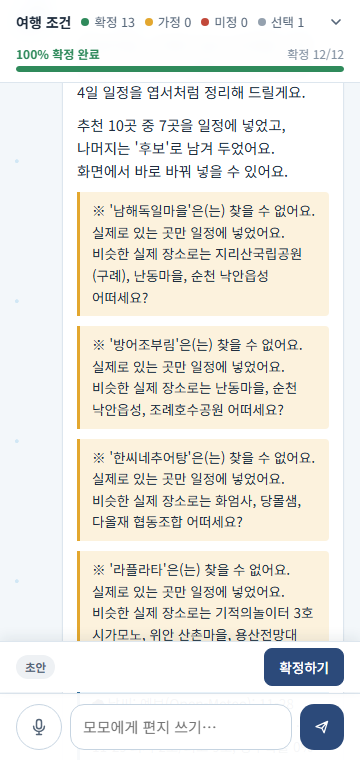 여행 조건 확정 13 가정 0 미정 0 선택 1
100% 확정 완료 확정 12/12
4일 일정을 엽서처럼 정리해 드릴게요.
추천 10곳 중 7곳을 일정에 넣었고,
나머지는 '후보'로 남겨 두었어요.
화면에서 바로 바꿔 넣을 수 있어요.
※ '남해독일마을'은(는) 찾을 수 없어요.
실제로 있는 곳만 일정에 넣었어요.
비슷한 실제 장소로는 지리산국립공원
(구례), 난동마을, 순천 낙안읍성
어떠세요?
※ '방어조부림'은(는) 찾을 수 없어요.
실제로 있는 곳만 일정에 넣었어요.
비슷한 실제 장소로는 난동마을, 순천
낙안읍성, 조례호수공원 어떠세요?
※ '한씨네추어탕'은(는) 찾을 수 없어요.
실제로 있는 곳만 일정에 넣었어요.
비슷한 실제 장소로는 화엄사, 당몰샘,
다올재 협동조합 어떠세요?
※ '라플라타'은(는) 찾을 수 없어요.
실제로 있는 곳만 일정에 넣었어요.
비슷한 실제 장소로는 기적의놀이터 3호
시가모노, 위안 산촌마을, 용산전망대
초안 확정하기
모모에게 편지 쓰기…